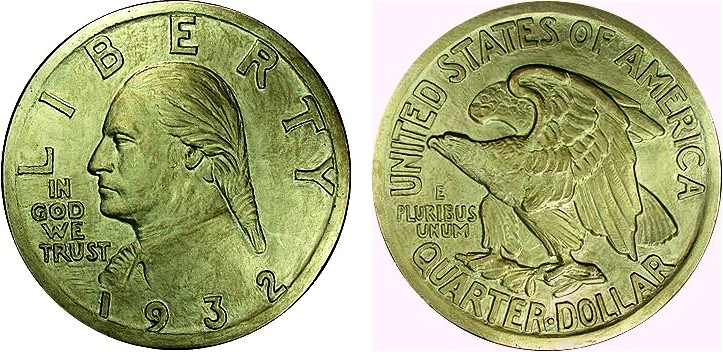 LIBERTY
IN
GOD
WE
TRUST
1932
UNITED STATES OF AMERICA
E
PLURIBUS
UNUM
QUARTER·DOLLAR